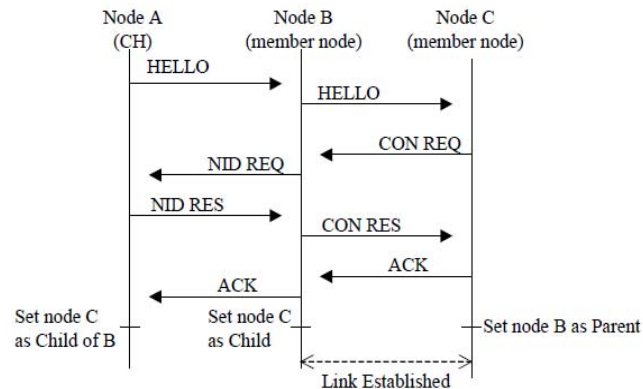 Node A
(CH)
Node B
(member node)
Node C
(member node)
HELLO
HELLO
CON REQ
NID REQ
NID RES
CON RES
ACK
ACK
Set node C
as Child of B
Set node C
as Child
Set node B as Parent
Link Established